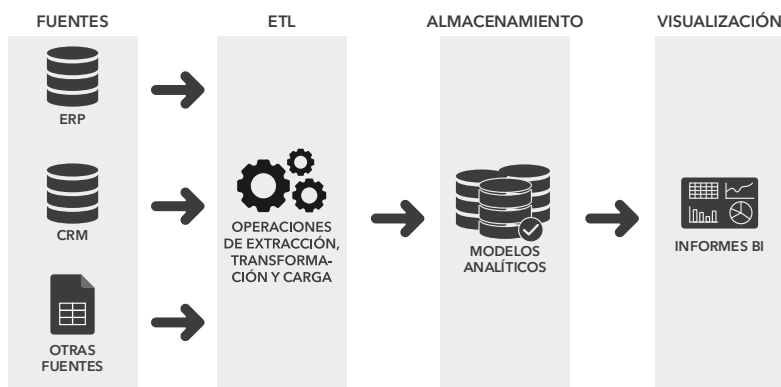 FUENTES
ETL
ALMACENAMIENTO
VISUALIZACIÓN
ERP
CRM
OTRAS
FUENTES
OPERACIONES
DE EXTRACCIÓN,
TRANSFORMA-
CIÓN Y CARGA
MODELOS
ANALÍTICOS
INFORMES BI